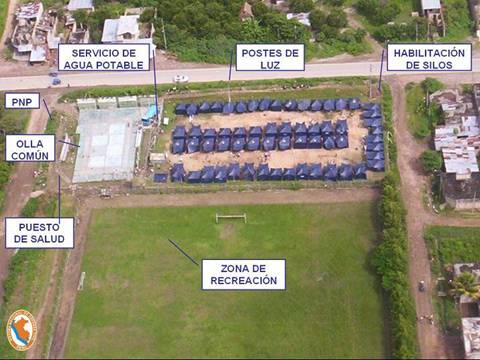 SERVICIO DE
AGUA POTABLE
POSTES DE
LUZ
HABILITACIÓN
DE SILOS
PNP
OLLA
COMÚN
PUESTO
DE SALUD
ZONA DE
RECREACIÓN